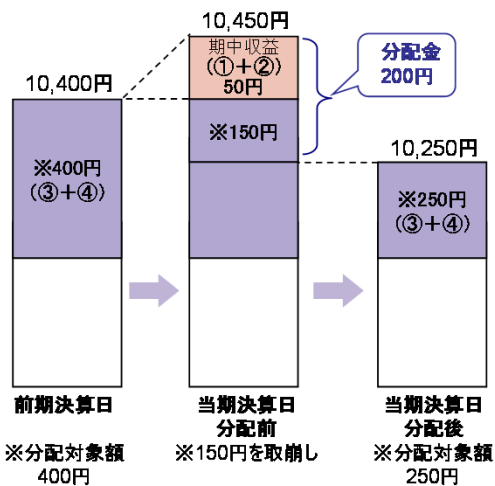 10,400円
※400円
(③+④)
前期決算日
※分配対象額
400円
10,450円
期中収益
(①+②)
50円
※150円
分配金
200円
当期決算日
分配前
※150円を取崩し
10,250円
※250円
(③+④)
当期決算日
分配後
※分配対象額
250円